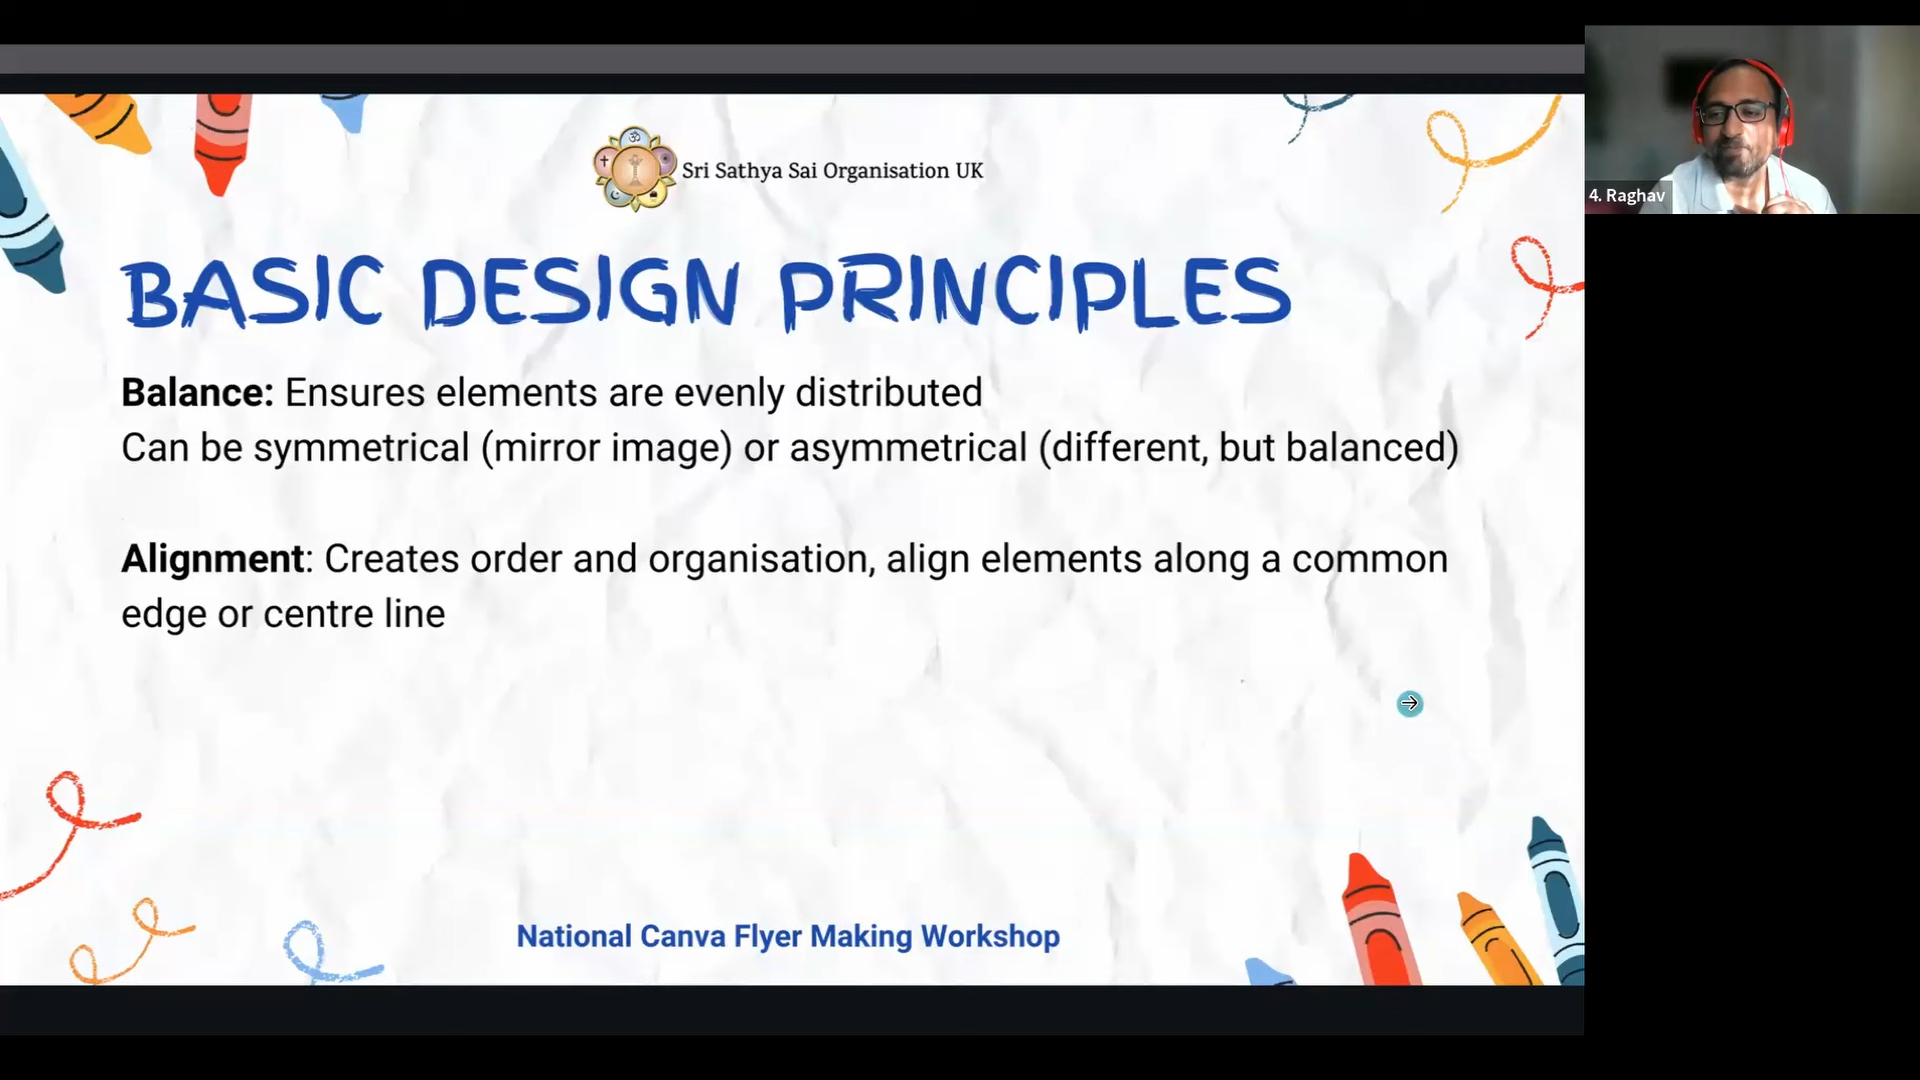 Sri Sathya Sai Organisation UK
BASIC DESIGN PRINCIPLES
Balance: Ensures elements are evenly distributed
Can be symmetrical (mirror image) or asymmetrical (different, but balanced)
Alignment: Creates order and organisation, align elements along a common
edge or centre line
National Canva Flyer Making Workshop
4. Raghav